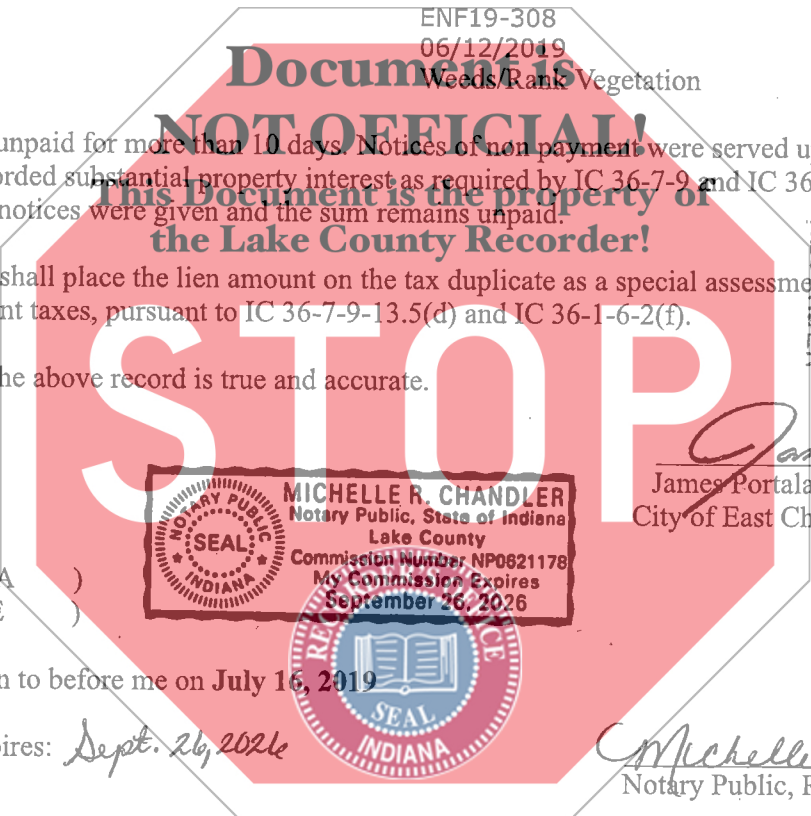 ENF19-308
06/12/2019
Weeds/Rank Vegetation
Document is
NOT OFFICIAL!
This Document is the property of
the Lake County Recorder!
unpaid for more than 10 days. Notices of non payment were served u
orded substantial property interest as required by IC 36-7-9 and IC 36
notices were given and the sum remains unpaid.
shall place the lien amount on the tax duplicate as a special assessme
nt taxes, pursuant to IC 36-7-9-13.5(d) and IC 36-1-6-2(f).
STOP
he above record is true and accurate.
James Portala
City of East Ch
NOTARY PUBLIC
SEAL
INDIANA
MICHELLE R. CHANDLER
Notary Public, State of Indiana
Lake County
Commission Number NP0621178
My Commission Expires
September 26, 2026
A )
E )
RECORDER'S OFFICE
SEAL
INDIANA
n to before me on July 16, 2019
ires: Sept. 26, 2026
Michelle
Notary Public,